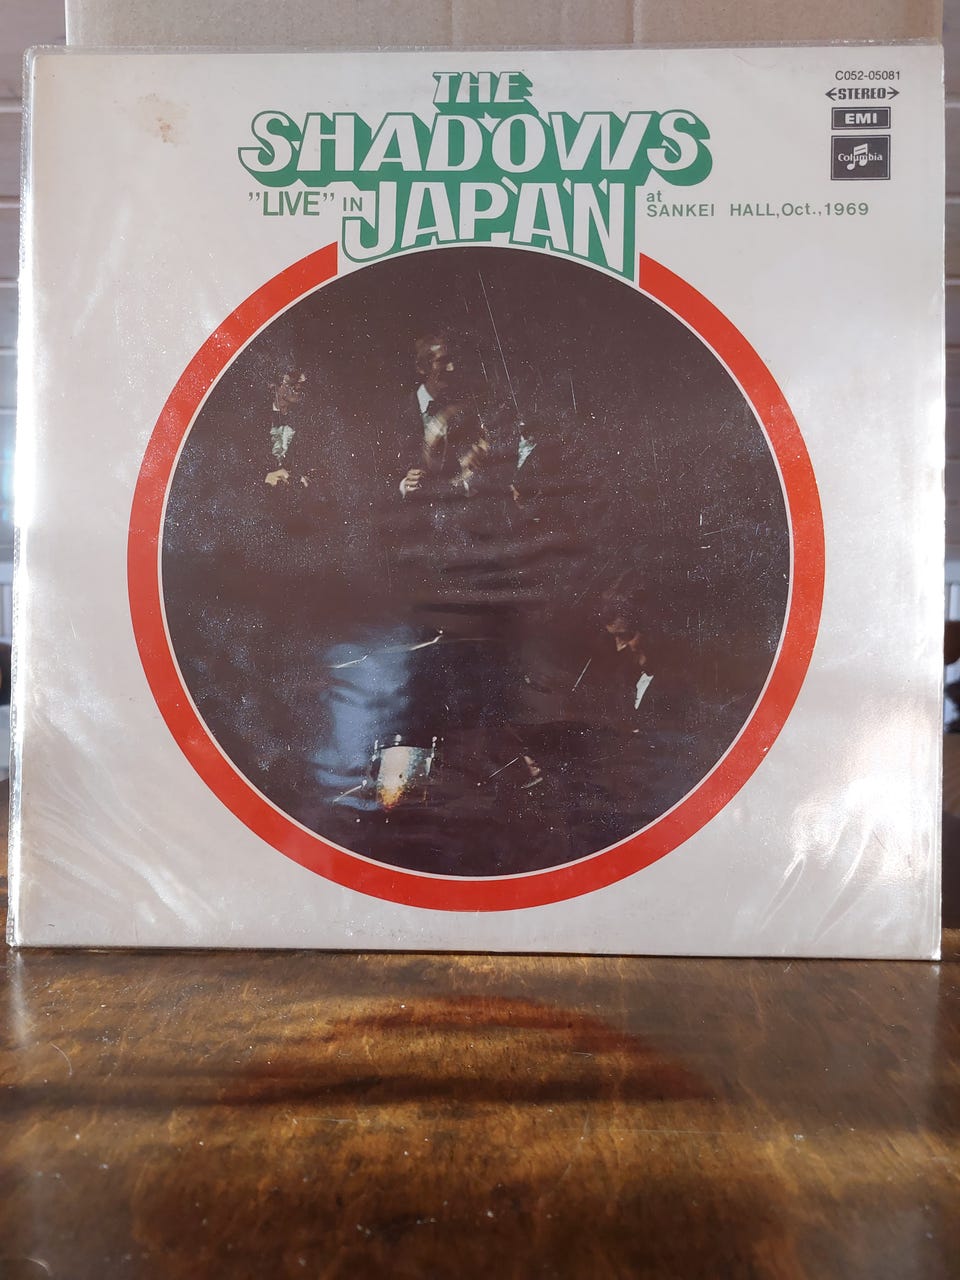 THE
SHADOWS
"LIVE" IN JAPAN at
SANKEI HALL, Oct., 1969
C052-05081
STEREO
EMI
Columbia